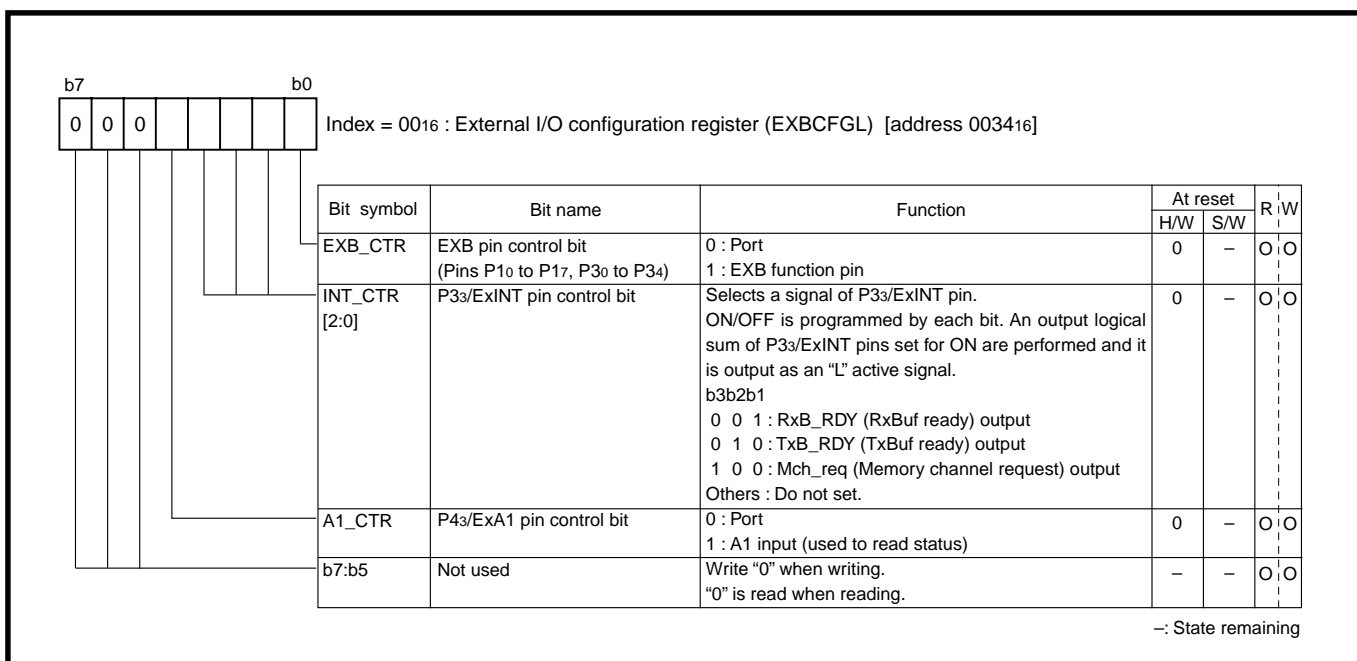 b7 b0
0 0 0 Index = 0016 : External I/O configuration register (EXBCFGL) [address 003416]
Bit symbol Bit name Function At reset R W
H/W S/W
EXB_CTR EXB pin control bit 0 : Port 0 – O O
(Pins P10 to P17, P30 to P34) 1 : EXB function pin
INT_CTR P33/ExINT pin control bit Selects a signal of P33/ExINT pin. 0 – O O
[2:0] ON/OFF is programmed by each bit. An output logical
sum of P33/ExINT pins set for ON are performed and it
is output as an “L” active signal.
b3b2b1
0 0 1 : RxB_RDY (RxBuf ready) output
0 1 0 : TxB_RDY (TxBuf ready) output
1 0 0 : Mch_req (Memory channel request) output
Others : Do not set.
A1_CTR P43/ExA1 pin control bit 0 : Port 0 – O O
1 : A1 input (used to read status)
b7:b5 Not used Write “0” when writing. – – O O
“0” is read when reading.
–: State remaining